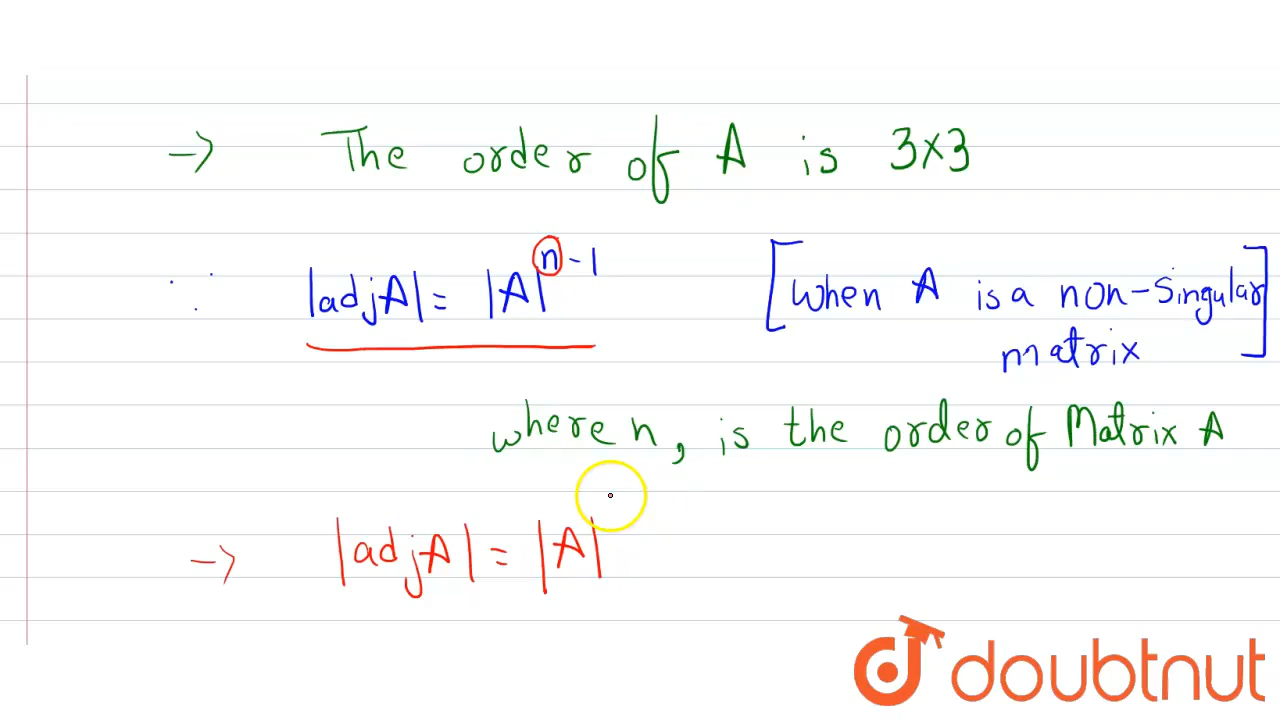 → The order of A is 3×3
∵ |adjA| = |A|^{n-1} [When A is a non-Singular
matrix]
where n, is the order of Matrix A
→ |adjA| = |A|
doubtnut